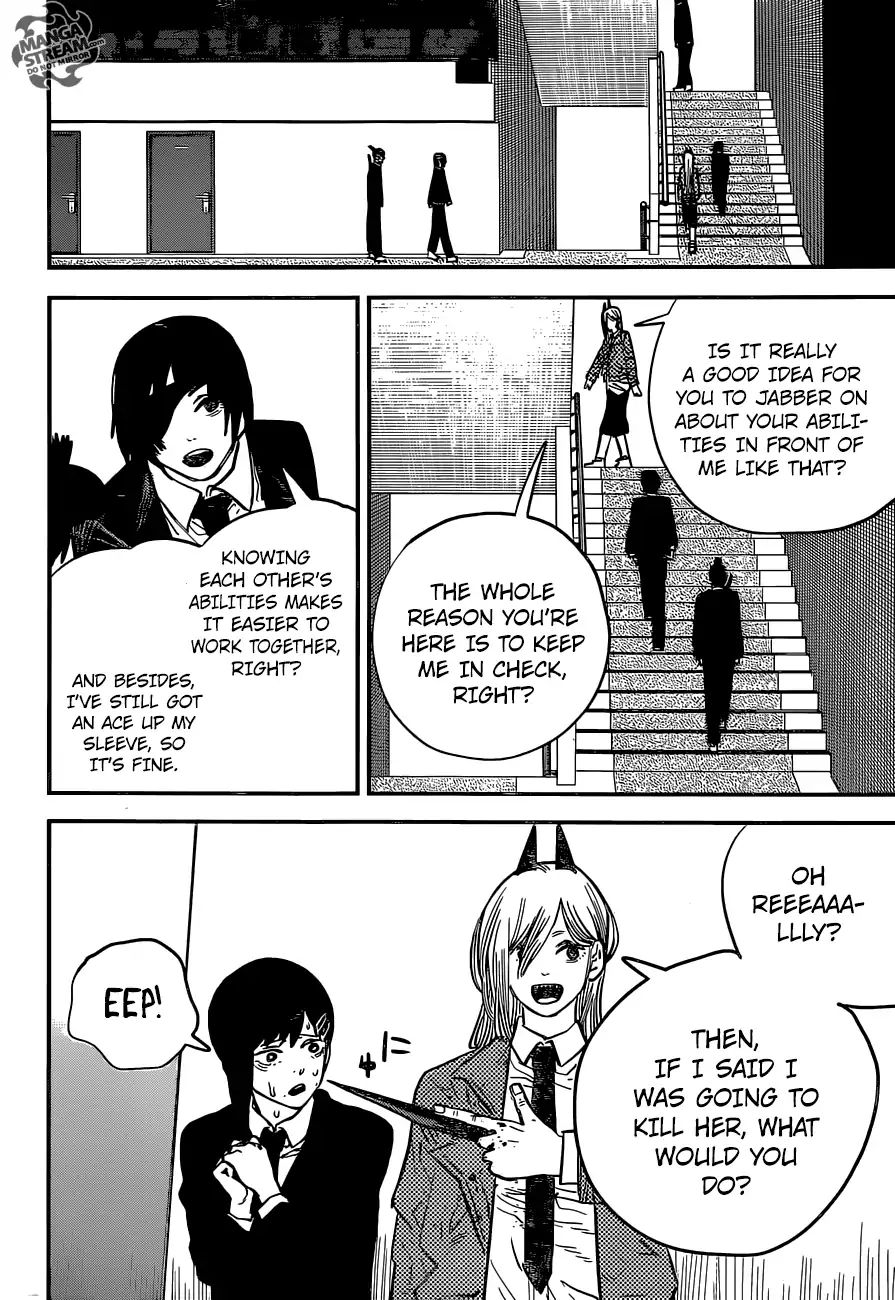 MANGA
STREAM.com
DO NOT MIRROR
IS IT REALLY
A GOOD IDEA FOR
YOU TO JABBER ON
ABOUT YOUR ABILI-
TIES IN FRONT OF
ME LIKE THAT?
THE WHOLE
REASON YOU'RE
HERE IS TO KEEP
ME IN CHECK,
RIGHT?
KNOWING
EACH OTHER'S
ABILITIES MAKES
IT EASIER TO
WORK TOGETHER,
RIGHT?
AND BESIDES,
I'VE STILL GOT
AN ACE UP MY
SLEEVE, SO
IT'S FINE.
OH
REEEAAA-
LLLY?
THEN,
IF I SAID I
WAS GOING TO
KILL HER, WHAT
WOULD YOU
DO?
EEP!